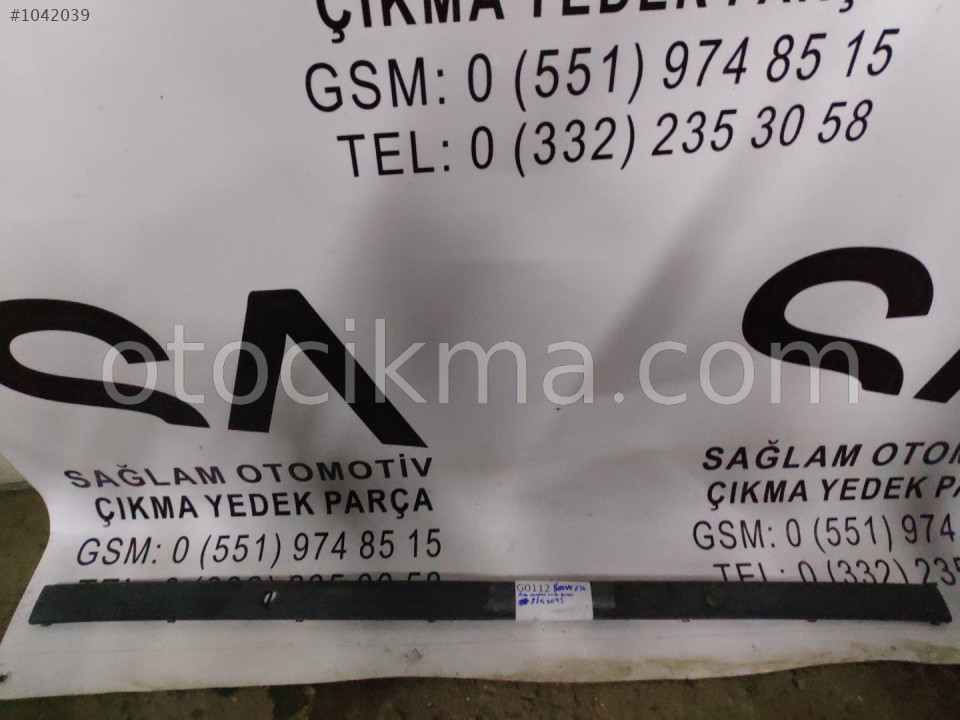 #1042039
ÇIKMA YEDEK PARÇ
GSM: 0 (551) 974 85 15
TEL: 0 (332) 235 30 58
SA
S
otocikma.com
SAĞLAM OTOMOTİV
ÇIKMA YEDEK PARÇA
GSM: 0 (551) 974 85 15
SAĞLAM OTOM
ÇIKMA YEDEK PA
GSM: 0 (551) 974
TEL: 0 (332) 235
G0112